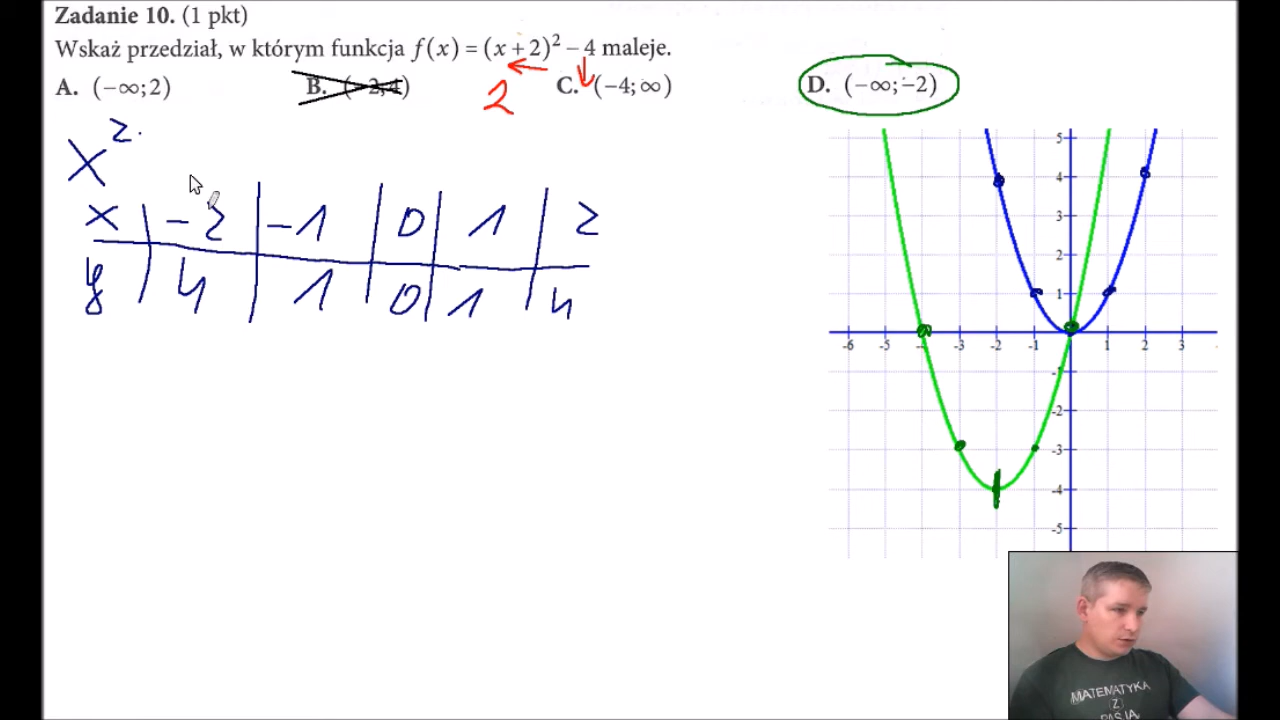 Zadanie 10. (1 pkt)
Wskaż przedział, w którym funkcja f(x) = (x + 2)² − 4 maleje.
A. (−∞; 2) B. (−2; 4) C. (−4; ∞) D. (−∞; −2)
2
x²
x | −2 | −1 | 0 | 1 | 2
y | 4 | 1 | 0 | 1 | 4
5
4
3
2
1
-6 -5 -3 -2 -1 1 2 3
-2
-3
-4
-5
MATEMATYKA
Z
PASJĄ